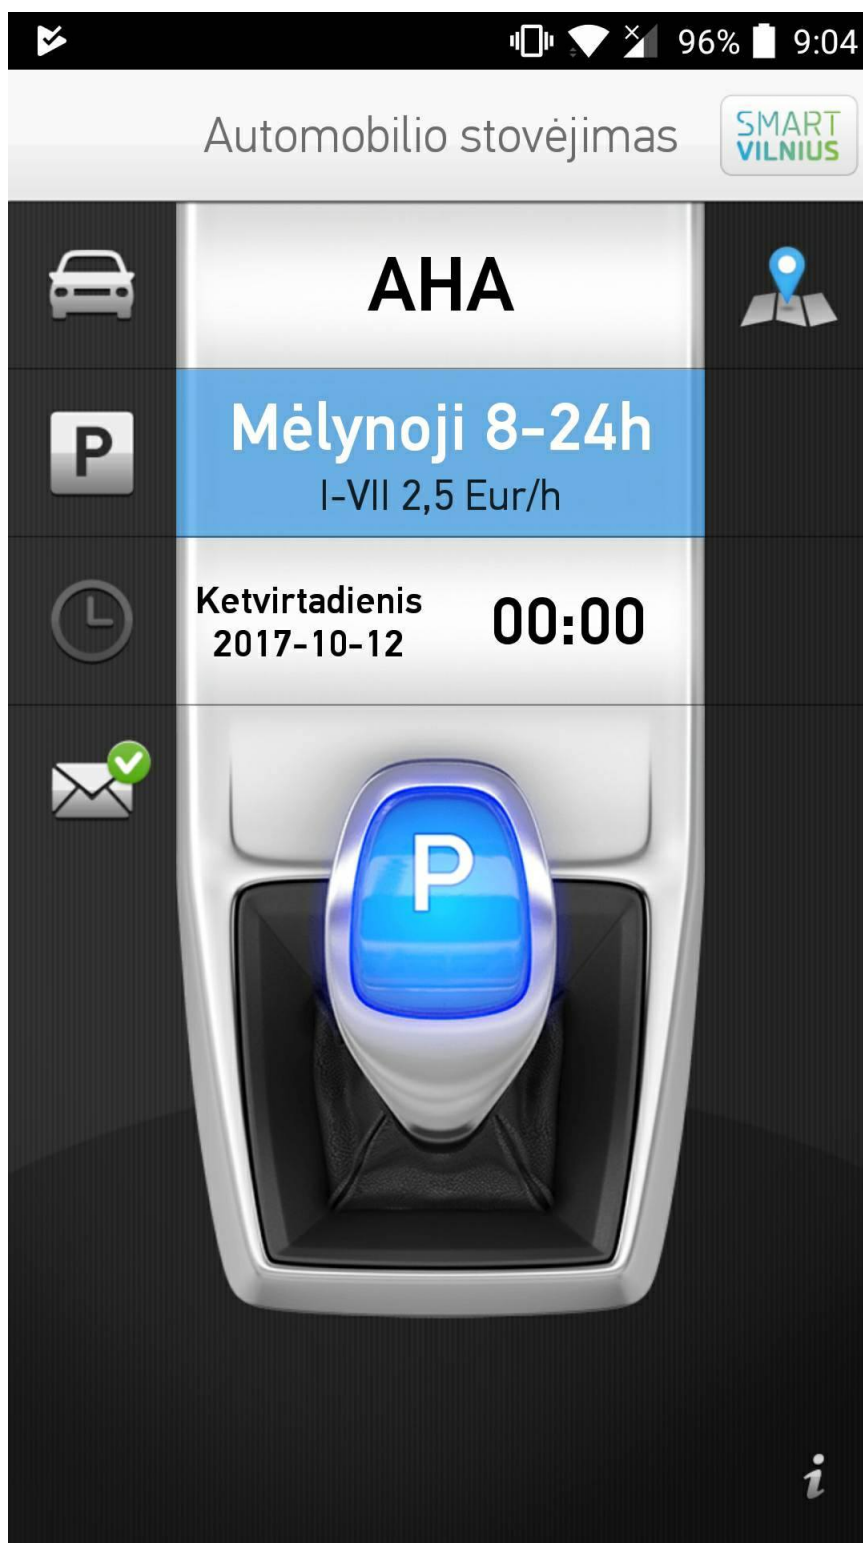 96% 9:04
Automobilio stovėjimas
SMART
VILNIUS
AHA
P
Mėlynoji 8-24h
I-VII 2,5 Eur/h
Ketvirtadienis
2017-10-12
00:00
P
i